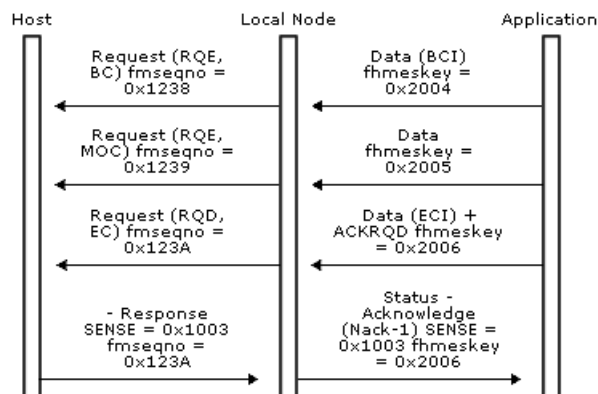 Host
Local Node
Application
Request (RQE,
BC) fmseqno =
0x1238
Data (BCI)
fhmeskey =
0x2004
Request (RQE,
MOC) fmseqno =
0x1239
Data
fhmeskey =
0x2005
Request (RQD,
EC) fmseqno =
0x123A
Data (ECI) +
ACKRQD fhmeskey
= 0x2006
- Response
SENSE = 0x1003
fmseqno =
0x123A
Status -
Acknowledge
(Nack-1) SENSE =
0x1003 fhmeskey
= 0x2006